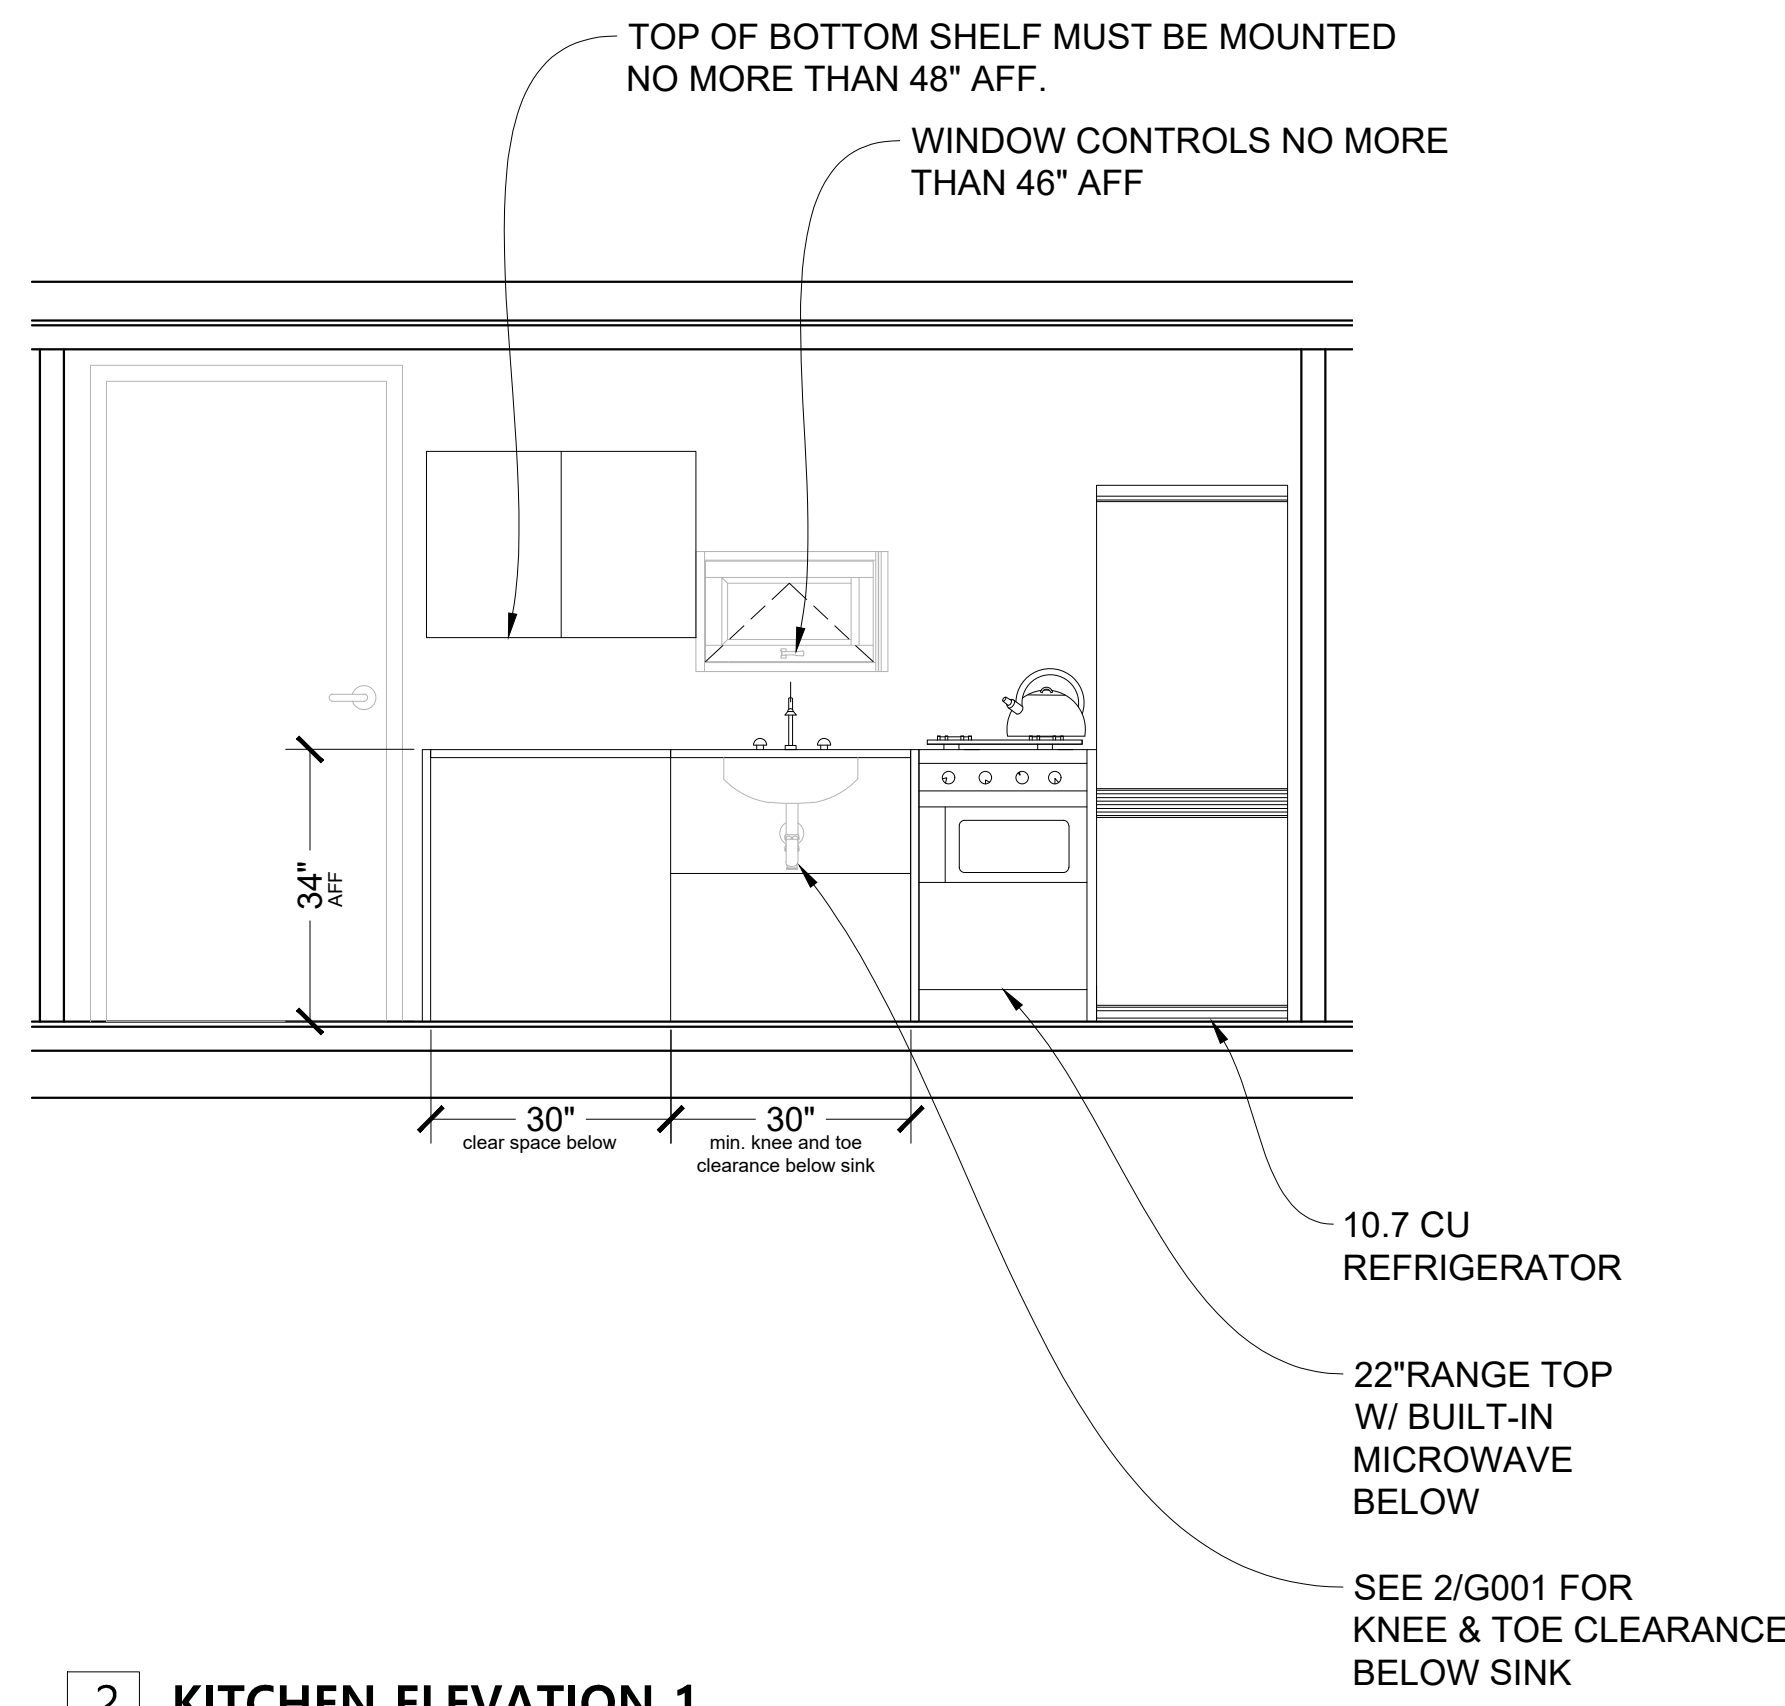 TOP OF BOTTOM SHELF MUST BE MOUNTED
NO MORE THAN 48" AFF.
WINDOW CONTROLS NO MORE
THAN 46" AFF
34"
AFF
30"
clear space below
30"
min. knee and toe
clearance below sink
10.7 CU
REFRIGERATOR
22"RANGE TOP
W/ BUILT-IN
MICROWAVE
BELOW
SEE 2/G001 FOR
KNEE & TOE CLEARANCE
BELOW SINK
2
KITCHEN ELEVATION 1